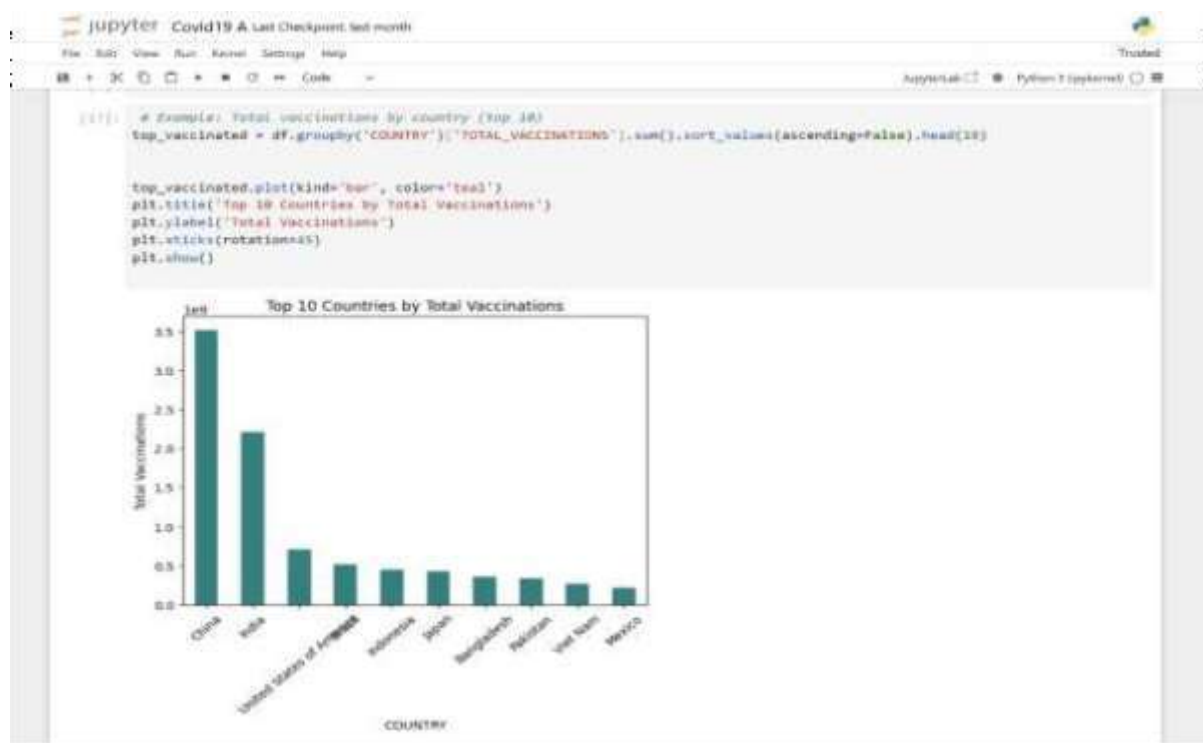 jupyter Covid19 A Last Checkpoint: last month
File Edit View Run Kernel Settings Help
Trusted
Code
JupyterLab
Python 3 (ipykernel)
# Example: Total vaccinations by country (top 10)
top_vaccinated = df.groupby('COUNTRY')['TOTAL_VACCINATIONS'].sum().sort_values(ascending=False).head(10)
top_vaccinated.plot(kind='bar', color='teal')
plt.title('Top 10 Countries by Total Vaccinations')
plt.ylabel('Total Vaccinations')
plt.xticks(rotation=45)
plt.show()
Top 10 Countries by Total Vaccinations
1e9
3.5
3.0
2.5
2.0
1.5
1.0
0.5
0.0
Total Vaccinations
China
India
United States of America
Indonesia
Japan
Bangladesh
Pakistan
Viet Nam
Mexico
COUNTRY